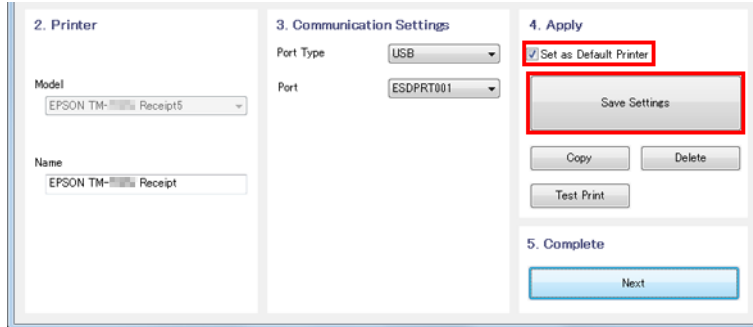 2. Printer
Model
EPSON TM- Receipt5
Name
EPSON TM- Receipt
3. Communication Settings
Port Type
USB
Port
ESDPRT001
4. Apply
Set as Default Printer
Save Settings
Copy
Delete
Test Print
5. Complete
Next